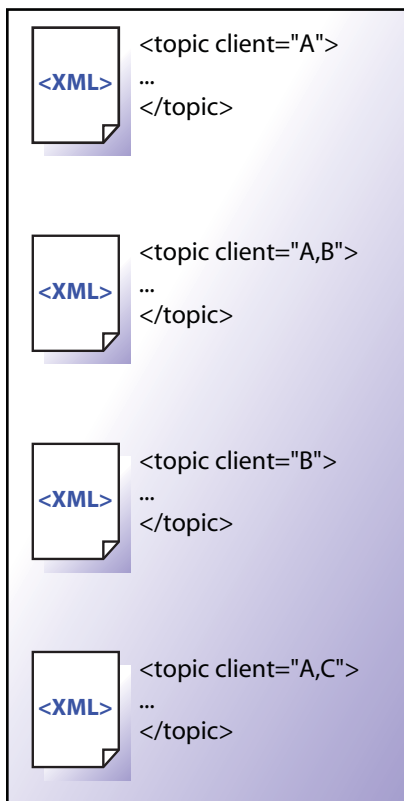 <topic client="A">
<XML>
...
</topic>
<topic client="A,B">
<XML>
...
</topic>
<topic client="B">
<XML>
...
</topic>
<topic client="A,C">
<XML>
...
</topic>